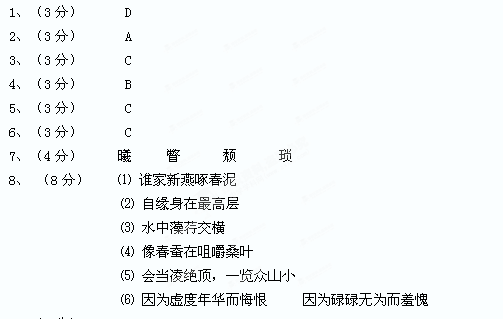 1、（3分） D
2、（3分） A
3、（3分） C
4、（3分） B
5、（3分） C
6、（3分） C
7、（4分） 曦 瞥 颓 琐
8、（8分） ⑴ 谁家新燕啄春泥
⑵ 自缘身在最高层
⑶ 水中藻荇交横
⑷ 像春蚕在咀嚼桑叶
⑸ 会当凌绝顶，一览众山小
⑹ 因为虚度年华而悔恨 因为碌碌无为而羞愧